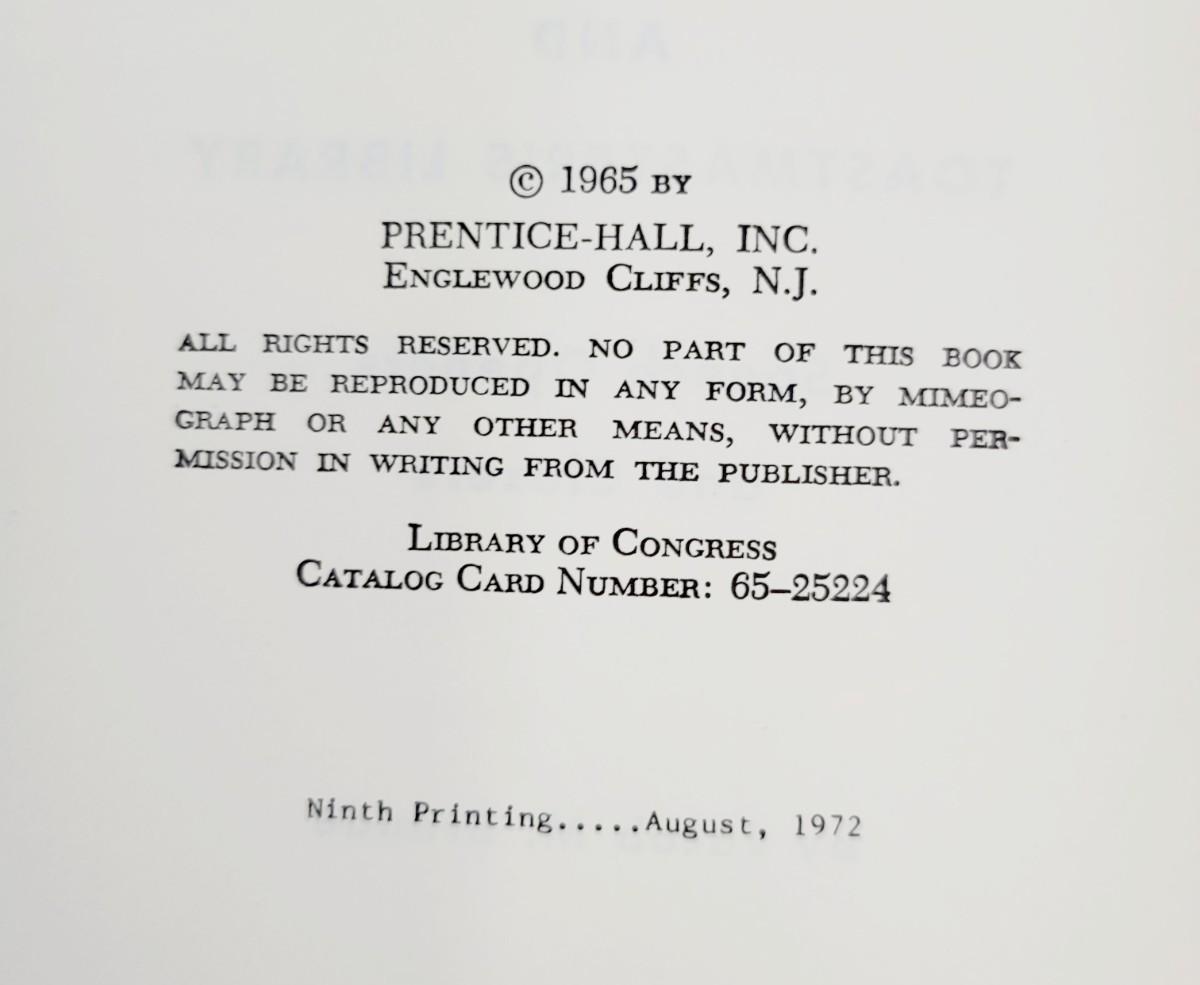 © 1965 BY
PRENTICE-HALL, INC.
ENGLEWOOD CLIFFS, N.J.
ALL RIGHTS RESERVED. NO PART OF THIS BOOK
MAY BE REPRODUCED IN ANY FORM, BY MIMEO-
GRAPH OR ANY OTHER MEANS, WITHOUT PER-
MISSION IN WRITING FROM THE PUBLISHER.
LIBRARY OF CONGRESS
CATALOG CARD NUMBER: 65–25224
Ninth Printing.....August, 1972